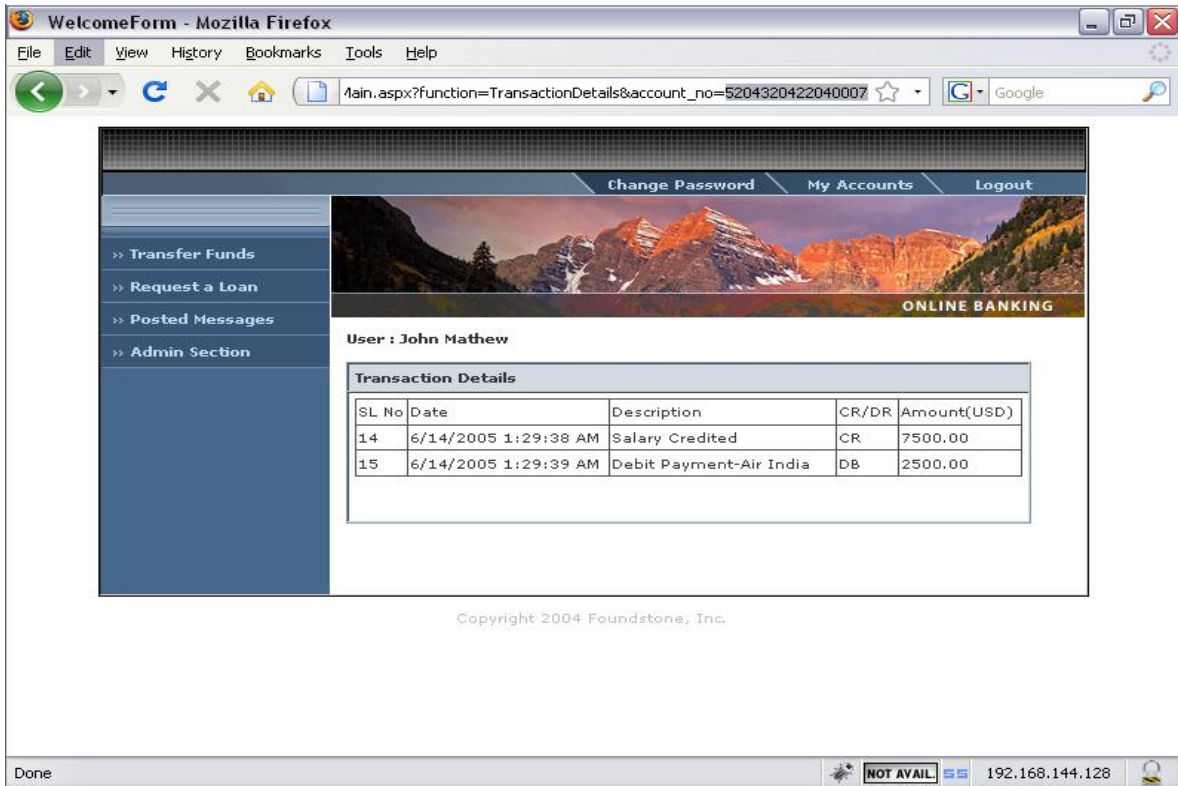 WelcomeForm - Mozilla Firefox
File Edit View History Bookmarks Tools Help
Main.aspx?function=TransactionDetails&account_no=5204320422040007
G Google
Change Password My Accounts Logout
» Transfer Funds
» Request a Loan
» Posted Messages
» Admin Section
ONLINE BANKING
User : John Mathew
Transaction Details
SL No Date Description CR/DR Amount(USD)
14 6/14/2005 1:29:38 AM Salary Credited CR 7500.00
15 6/14/2005 1:29:39 AM Debit Payment-Air India DB 2500.00
Copyright 2004 Foundstone, Inc.
Done NOT AVAIL. SS 192.168.144.128